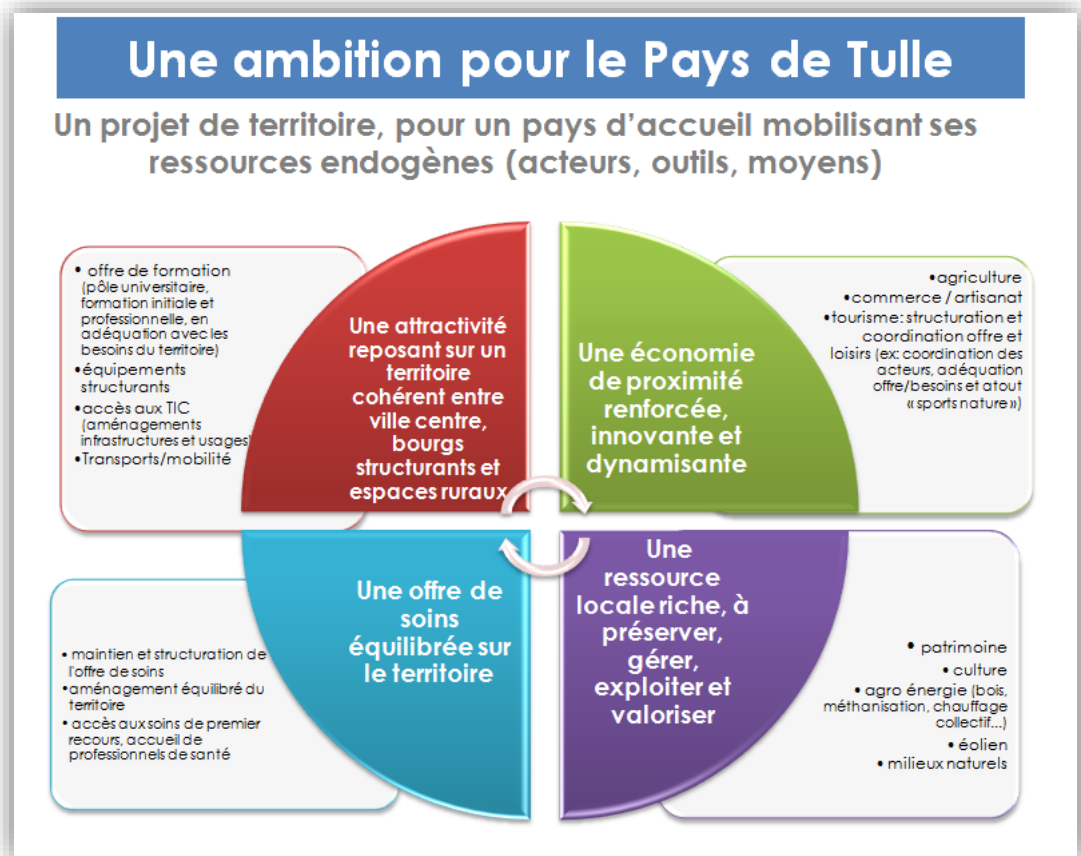 Une ambition pour le Pays de Tulle
Un projet de territoire, pour un pays d'accueil mobilisant ses
ressources endogènes (acteurs, outils, moyens)
• offre de formation
(pôle universitaire,
formation initiale et
professionnelle, en
adéquation avec les
besoins du territoire)
•équipements
structurants
•accès aux TIC
(aménagements
infrastructures et usages)
•Transports/mobilité
Une attractivité
reposant sur un
territoire
cohérent entre
ville centre,
bourgs
structurants et
espaces ruraux
Une économie
de proximité
renforcée,
innovante et
dynamisante
•agriculture
•commerce / artisanat
•tourisme: structuration et
coordination offre et
loisirs (ex: coordination des
acteurs, adéquation
offre/besoins et atout
« sports nature »)
• maintien et structuration de
l'offre de soins
•aménagement équilibré du
territoire
• accès aux soins de premier
recours, accueil de
professionnels de santé
Une offre de
soins
équilibrée sur
le territoire
Une
ressource
locale riche, à
préserver,
gérer,
exploiter et
valoriser
• patrimoine
• culture
• agro énergie (bois,
méthanisation, chauffage
collectif...)
• éolien
• milieux naturels